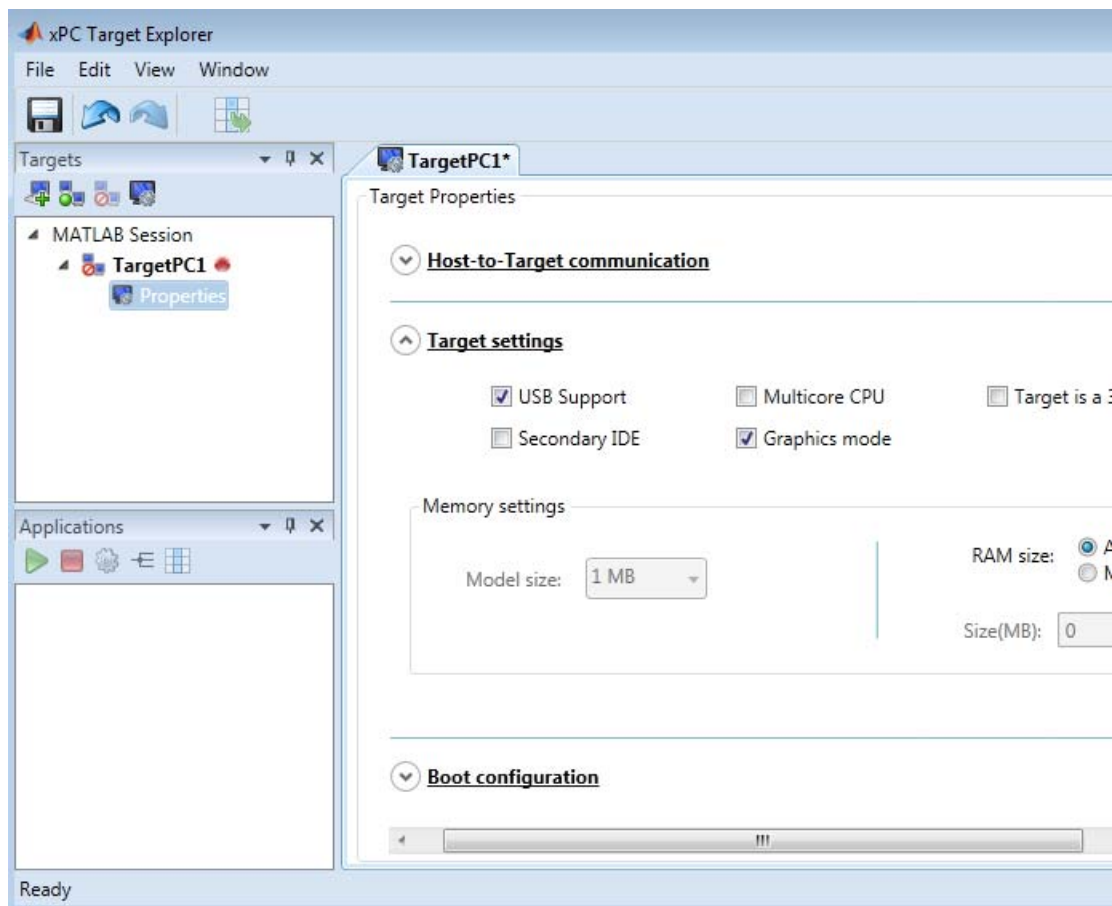 xPC Target Explorer
File Edit View Window
Targets
TargetPC1*
Target Properties
MATLAB Session
TargetPC1
Properties
Host-to-Target communication
Target settings
USB Support
Multicore CPU
Target is a
Secondary IDE
Graphics mode
Memory settings
Model size: 1 MB
RAM size:
Size(MB): 0
Applications
Boot configuration
Ready